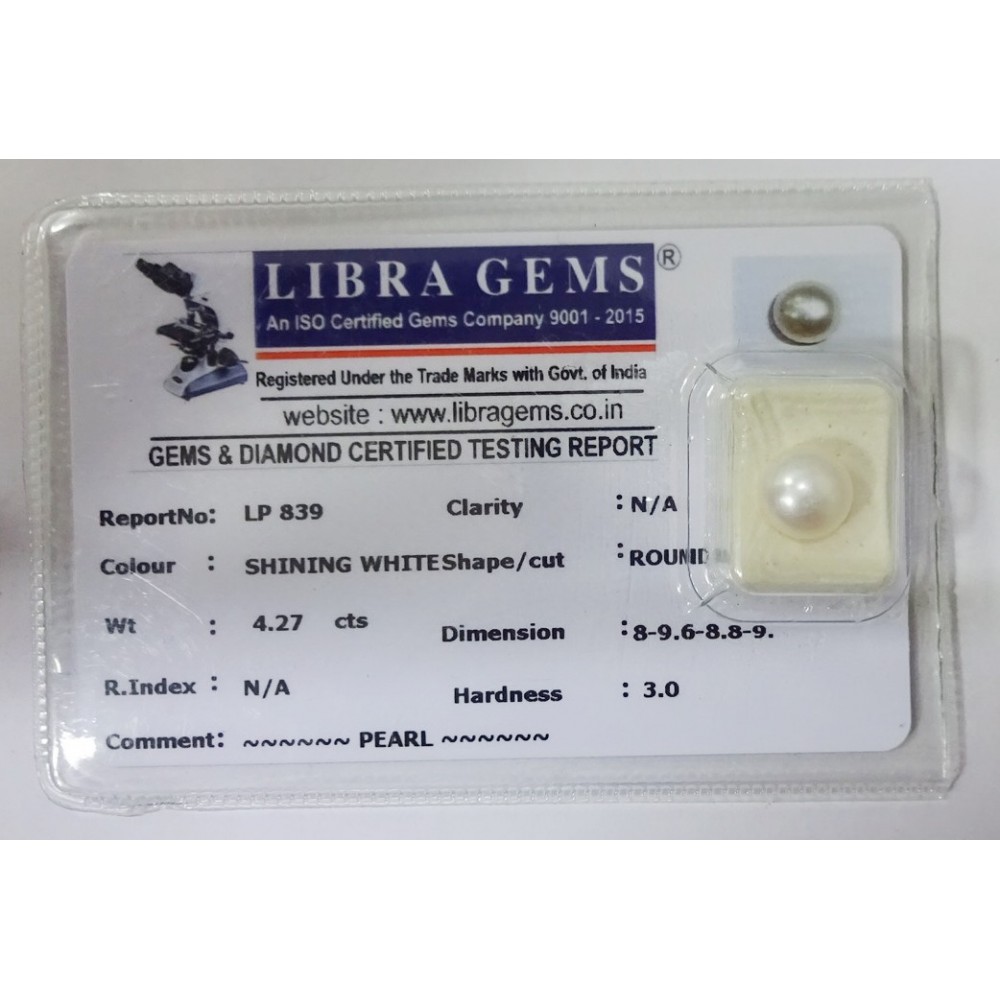 LIBRA GEMS ®
An ISO Certified Gems Company 9001 - 2015
Registered Under the Trade Marks with Govt. of India
website : www.libragems.co.in
GEMS & DIAMOND CERTIFIED TESTING REPORT
ReportNo: LP 839 Clarity : N/A
Colour : SHINING WHITE Shape/cut : ROUND
Wt : 4.27 cts Dimension : 8-9.6-8.8-9.
R.Index : N/A Hardness : 3.0
Comment: ~~~~~~ PEARL ~~~~~~